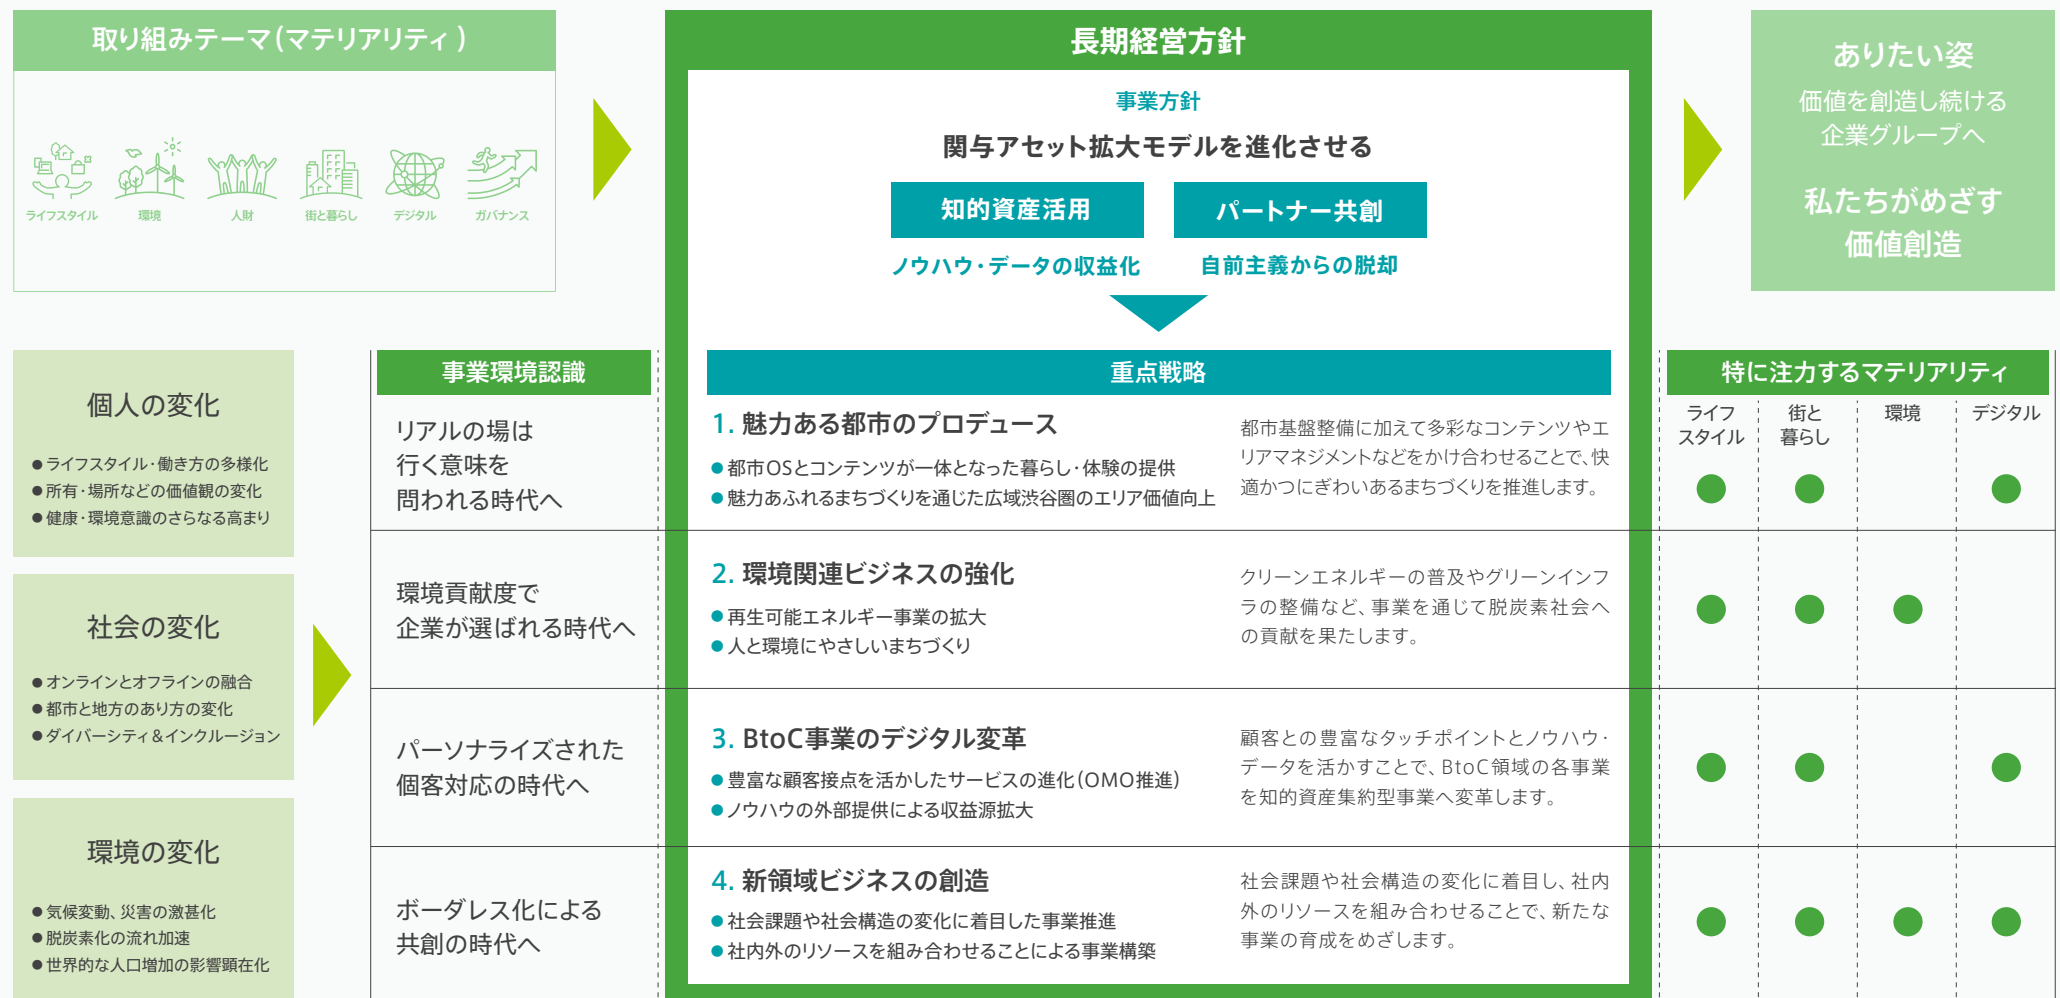 取り組みテーマ(マテリアリティ)
ライフスタイル
環境
人財
街と暮らし
デジタル
ガバナンス
長期経営方針
事業方針
関与アセット拡大モデルを進化させる
知的資産活用
パートナー共創
ノウハウ・データの収益化
自前主義からの脱却
ありたい姿
価値を創造し続ける
企業グループへ
私たちがめざす
価値創造
個人の変化
●ライフスタイル・働き方の多様化
●所有・場所などの価値観の変化
●健康・環境意識のさらなる高まり
社会の変化
●オンラインとオフラインの融合
●都市と地方のあり方の変化
●ダイバーシティ&インクルージョン
環境の変化
●気候変動、災害の激甚化
●脱炭素化の流れ加速
●世界的な人口増加の影響顕在化
事業環境認識
重点戦略
特に注力するマテリアリティ
ライフ
スタイル
街と
暮らし
環境
デジタル
リアルの場は
行く意味を
問われる時代へ
1. 魅力ある都市のプロデュース
●都市OSとコンテンツが一体となった暮らし・体験の提供
●魅力あふれるまちづくりを通じた広域渋谷圏のエリア価値向上
都市基盤整備に加えて多彩なコンテンツやエ
リアマネジメントなどをかけ合わせることで、快
適かつにぎわいあるまちづくりを推進します。
環境貢献度で
企業が選ばれる時代へ
2. 環境関連ビジネスの強化
●再生可能エネルギー事業の拡大
●人と環境にやさしいまちづくり
クリーンエネルギーの普及やグリーンインフ
ラの整備など、事業を通じて脱炭素社会へ
の貢献を果たします。
パーソナライズされた
個客対応の時代へ
3. BtoC事業のデジタル変革
●豊富な顧客接点を活かしたサービスの進化(OMO推進)
●ノウハウの外部提供による収益源拡大
顧客との豊富なタッチポイントとノウハウ・
データを活かすことで、BtoC領域の各事業
を知的資産集約型事業へ変革します。
ボーダレス化による
共創の時代へ
4. 新領域ビジネスの創造
●社会課題や社会構造の変化に着目した事業推進
●社内外のリソースを組み合わせることによる事業構築
社会課題や社会構造の変化に着目し、社内
外のリソースを組み合わせることで、新たな
事業の育成をめざします。